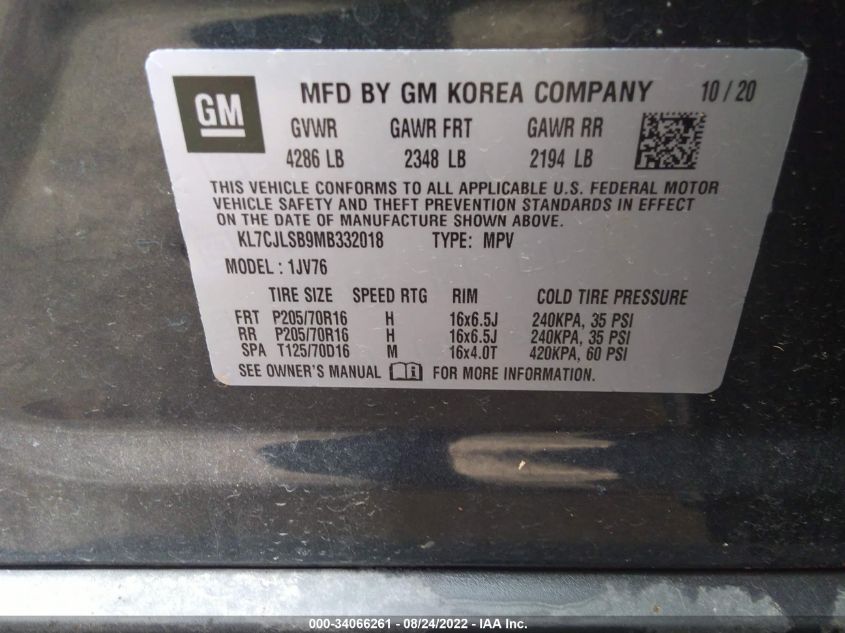 GM
MFD BY GM KOREA COMPANY 10 / 20
GVWR GAWR FRT GAWR RR
4286 LB 2348 LB 2194 LB
THIS VEHICLE CONFORMS TO ALL APPLICABLE U.S. FEDERAL MOTOR
VEHICLE SAFETY AND THEFT PREVENTION STANDARDS IN EFFECT
ON THE DATE OF MANUFACTURE SHOWN ABOVE.
KL7CJLSB9MB332018 TYPE: MPV
MODEL : 1JV76
TIRE SIZE SPEED RTG RIM COLD TIRE PRESSURE
FRT P205/70R16 H 16x6.5J 240KPA, 35 PSI
RR P205/70R16 H 16x6.5J 240KPA, 35 PSI
SPA T125/70D16 M 16x4.0T 420KPA, 60 PSI
SEE OWNER'S MANUAL i FOR MORE INFORMATION.
000-34066261 - 08/24/2022 - IAA Inc.